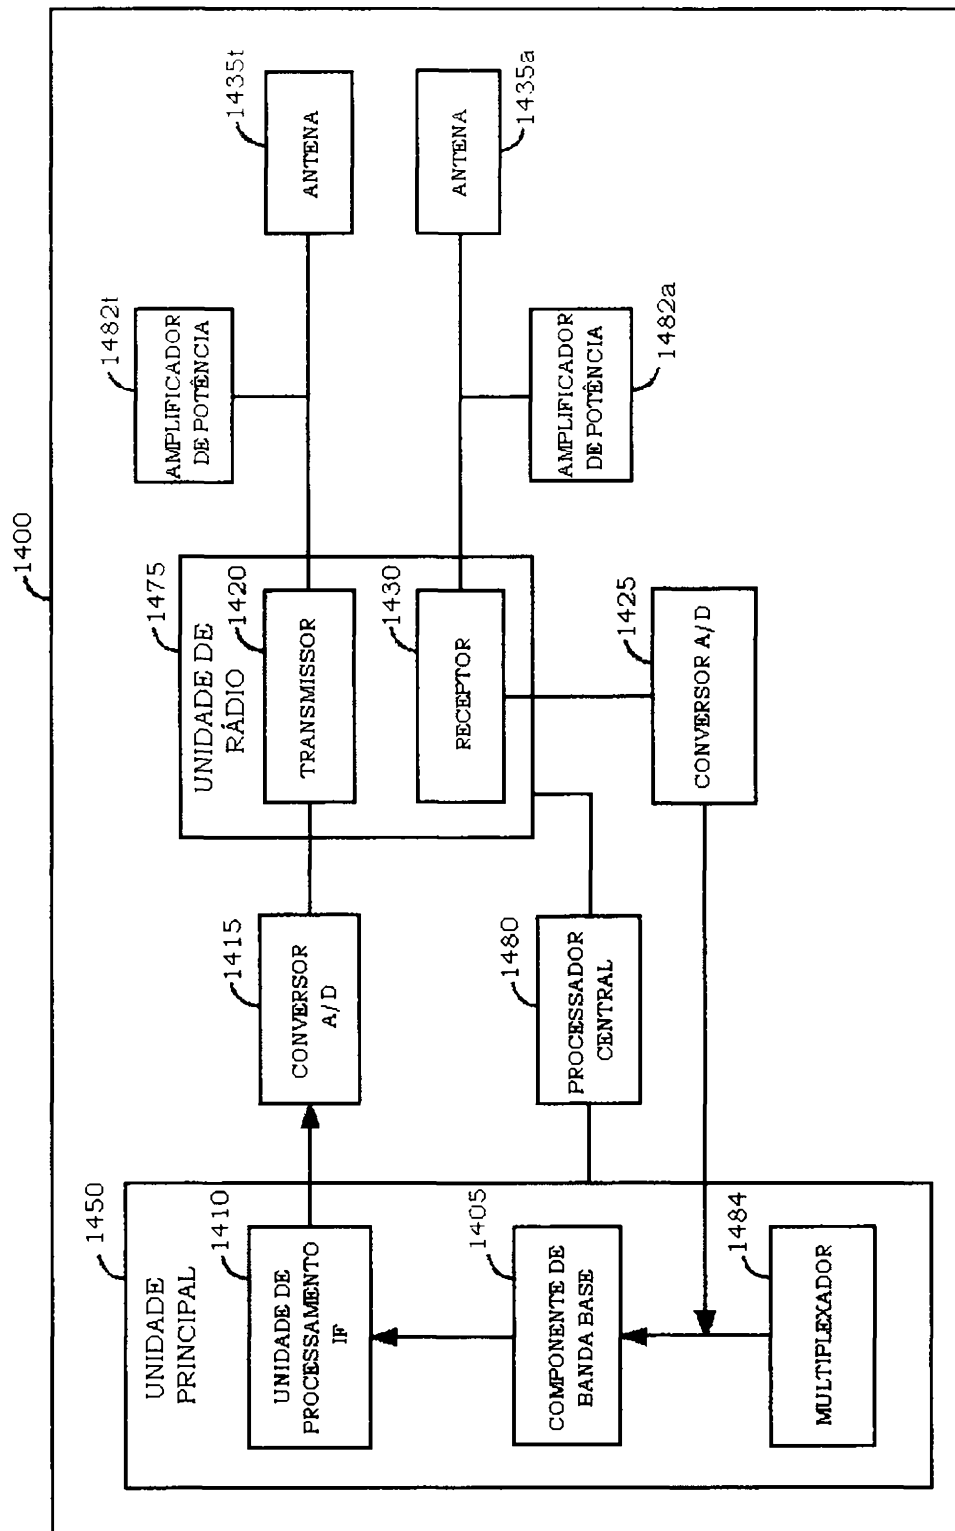 1400
1450
UNIDADE
PRINCIPAL
1410
UNIDADE DE
PROCESSAMENTO
IF
1405
COMPONENTE DE
BANDA BASE
1484
MULTIPLEXADOR
1415
CONVERSOR
A/D
1480
PROCESSADOR
CENTRAL
1475
UNIDADE DE
RÁDIO
1420
TRANSMISSOR
1430
RECEPTOR
1425
CONVERSOR A/D
1482t
AMPLIFICADOR
DE POTÊNCIA
1482a
AMPLIFICADOR
DE POTÊNCIA
1435t
ANTENA
1435a
ANTENA